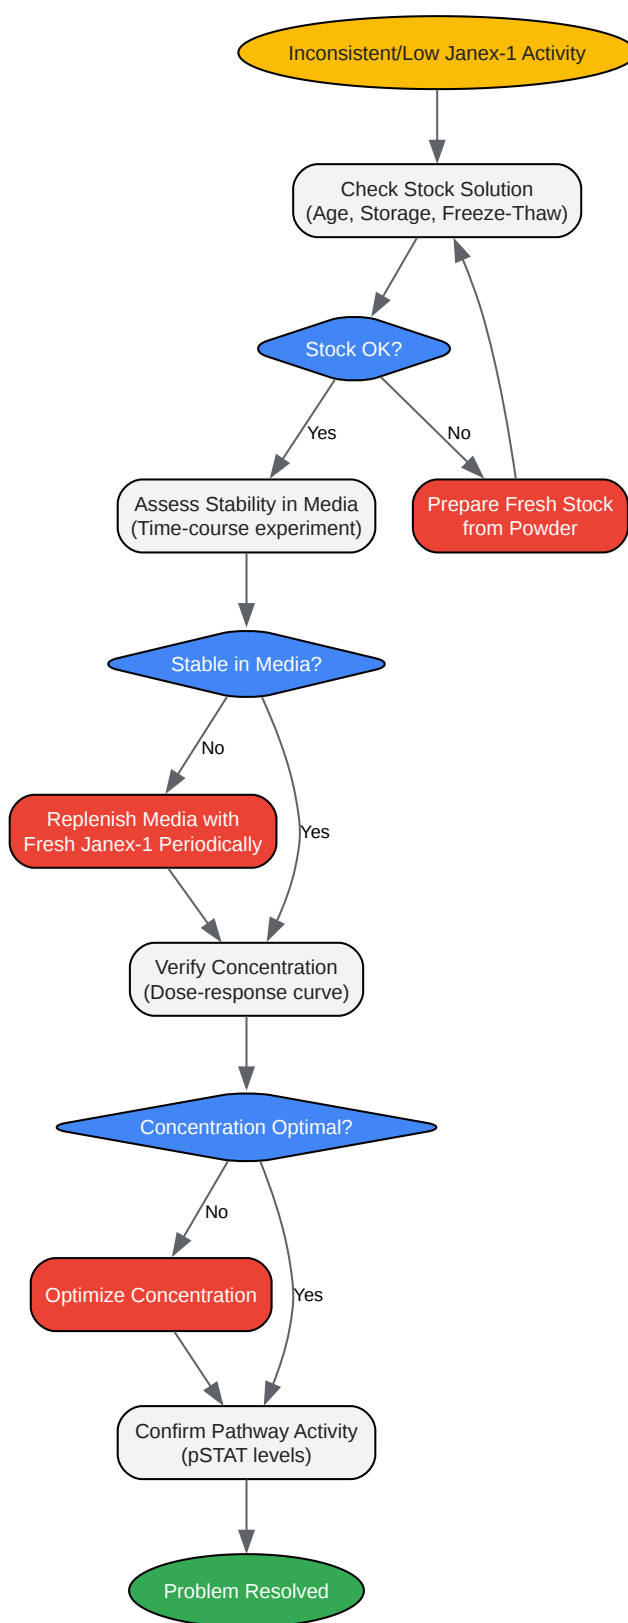 Inconsistent/Low Janex-1 Activity
Check Stock Solution
(Age, Storage, Freeze-Thaw)
Stock OK?
Yes
No
Assess Stability in Media
(Time-course experiment)
Prepare Fresh Stock
from Powder
Stable in Media?
No
Replenish Media with
Fresh Janex-1 Periodically
Yes
Verify Concentration
(Dose-response curve)
Concentration Optimal?
No
Optimize Concentration
Yes
Confirm Pathway Activity
(pSTAT levels)
Problem Resolved